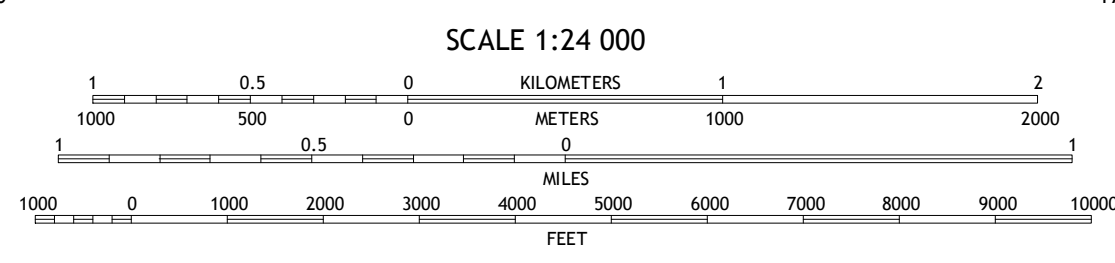 SCALE 1:24 000
1 0.5 0 KILOMETERS 1 2
1000 500 0 METERS 1000 2000
1 0.5 0 1
MILES
1000 0 1000 2000 3000 4000 5000 6000 7000 8000 9000 10000
FEET